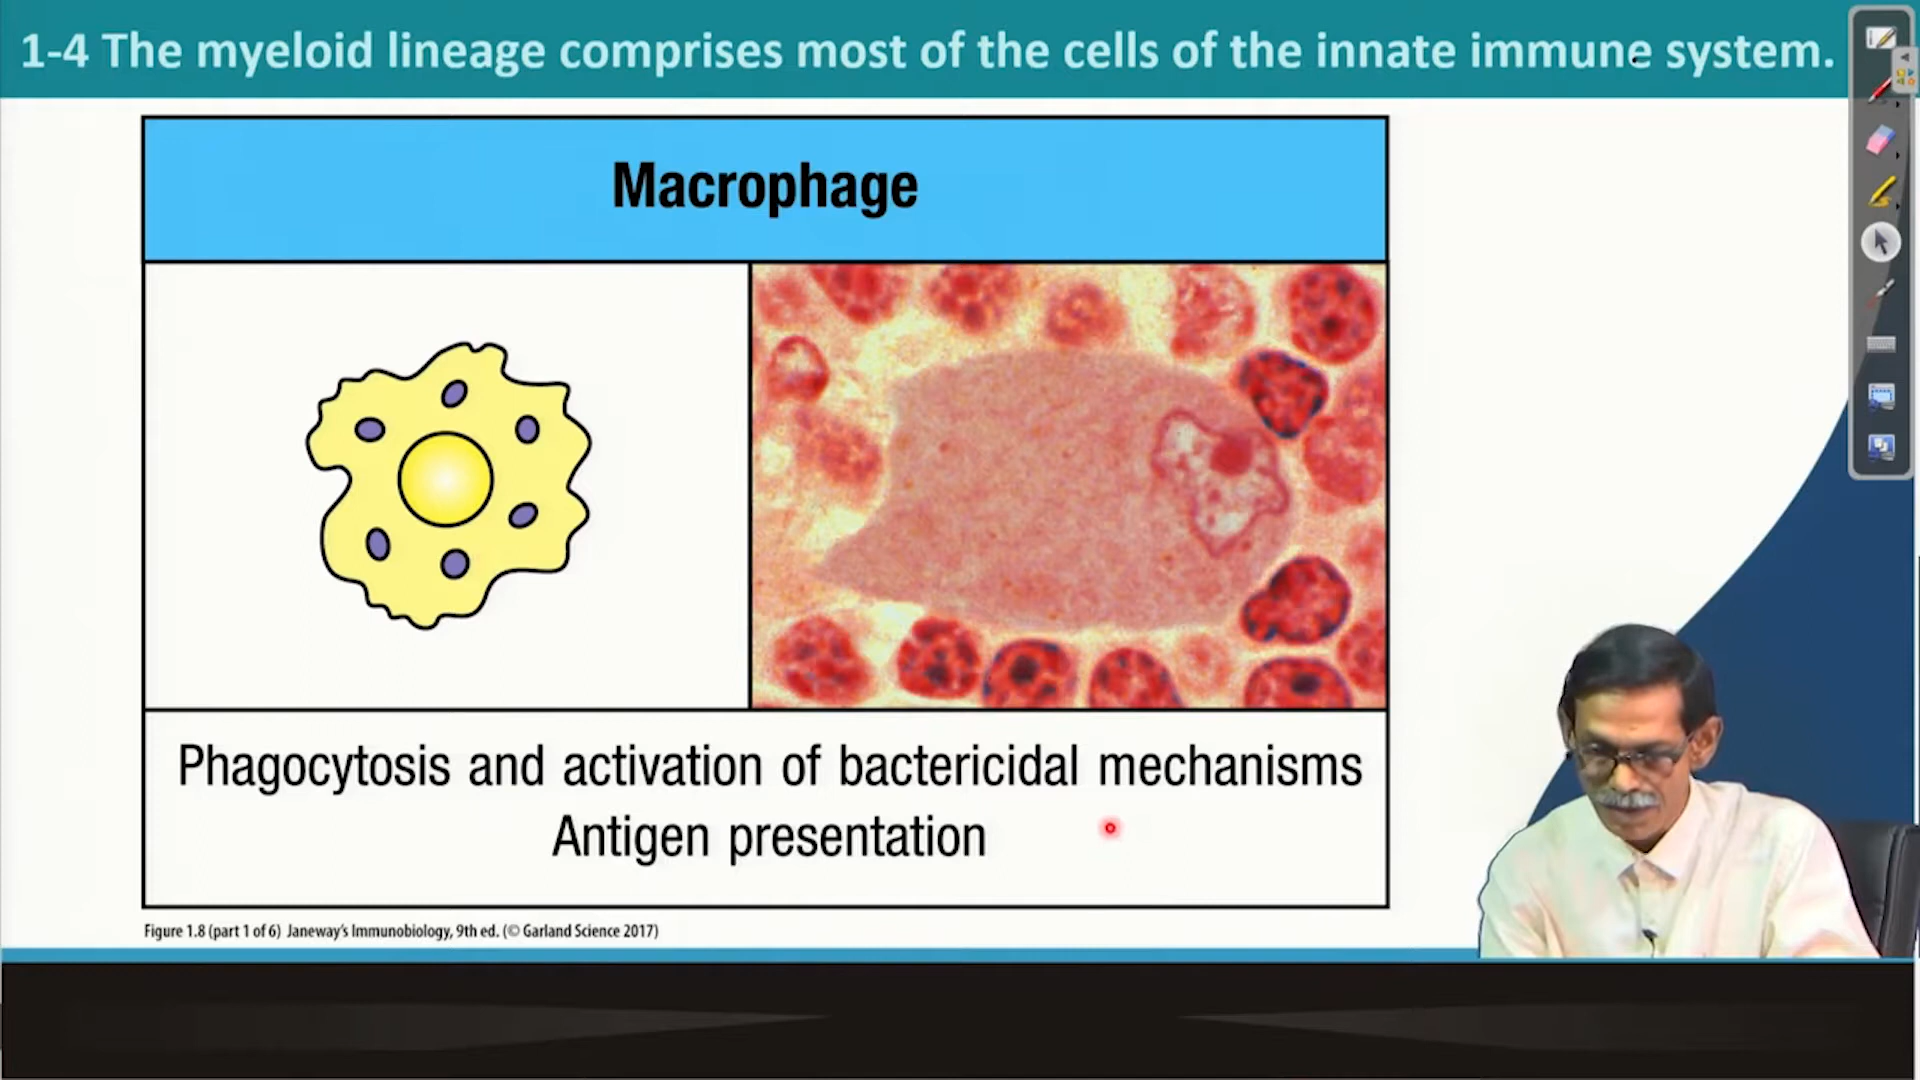 1-4 The myeloid lineage comprises most of the cells of the innate immune system.
Macrophage
Phagocytosis and activation of bactericidal mechanisms
Antigen presentation
Figure 1.8 (part 1 of 6) Janeway's Immunobiology, 9th ed. (© Garland Science 2017)